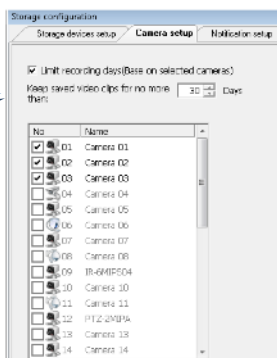 Storage configuration
Storage devices setup Camera setup Notification setup
Limit recording days(Base on selected cameras)
Keep saved video clips for no more than: 30 Days
No Name
01 Camera 01
02 Camera 02
03 Camera 03
04 Camera 04
05 Camera 05
06 Camera 06
07 Camera 07
08 Camera 08
09 IR-6MIPS04
10 Camera 10
11 Camera 11
12 PTZ-2MIPA
13 Camera 13
14 Camera 14